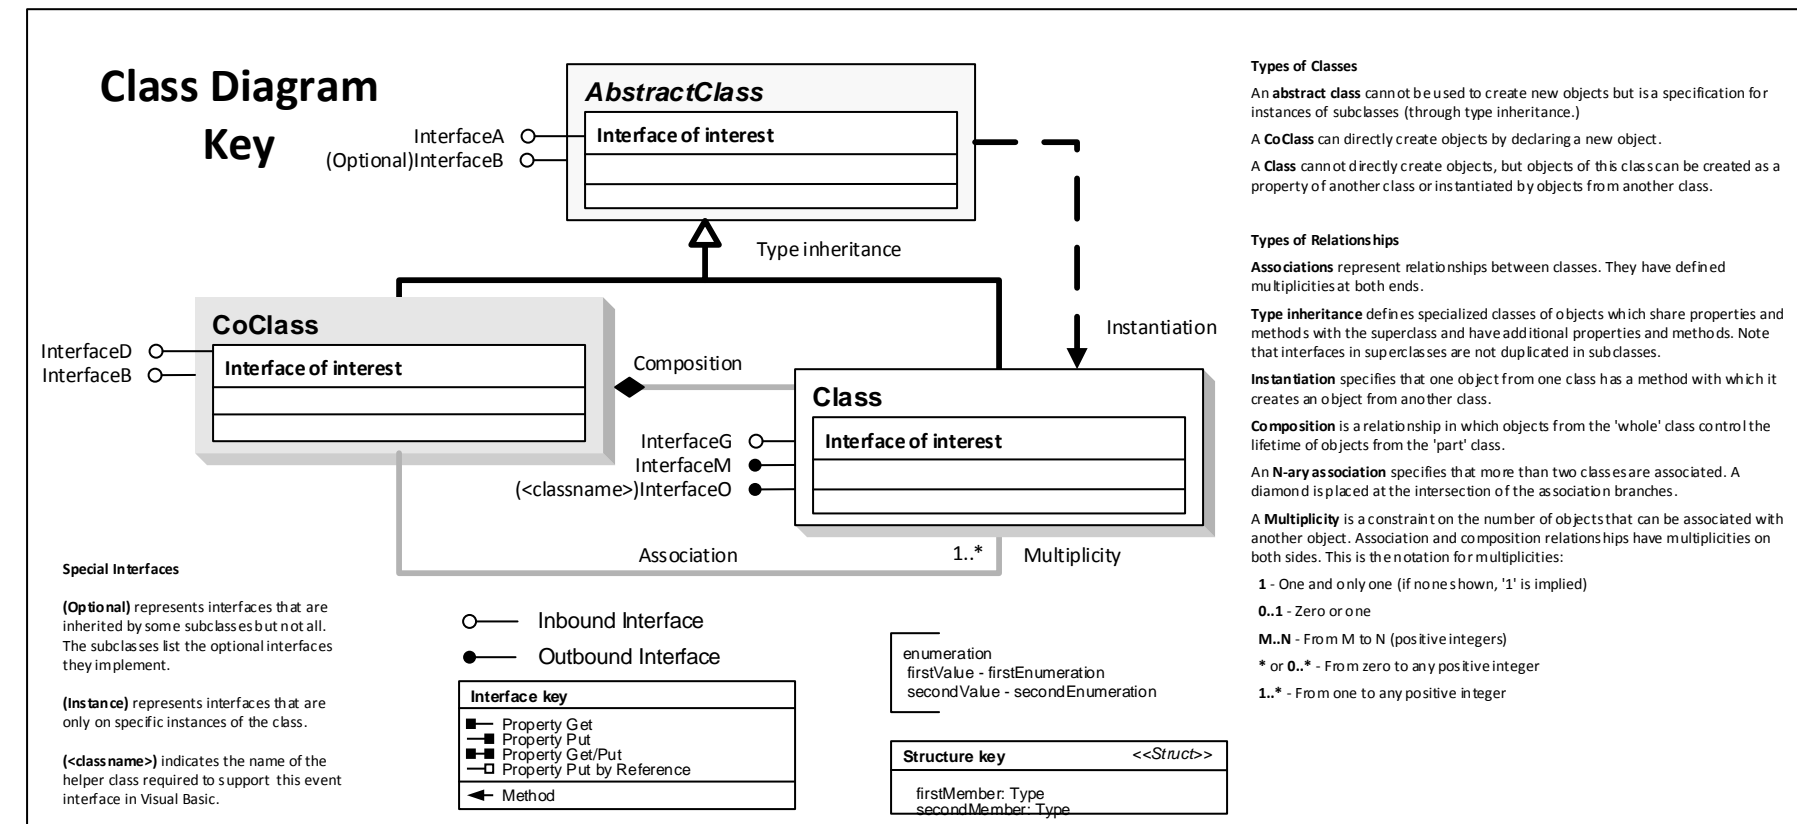 Class Diagram
Key
AbstractClass
Interface of interest
InterfaceA
(Optional)InterfaceB
Type inheritance
Instantiation
CoClass
Interface of interest
InterfaceD
InterfaceB
Composition
Class
Interface of interest
InterfaceG
InterfaceM
(<classname>)InterfaceO
Association
1..*
Multiplicity
Special Interfaces
(Optional) represents interfaces that are
inherited by some subclasses but not all.
The subclasses list the optional interfaces
they implement.
(Instance) represents interfaces that are
only on specific instances of the class.
(<classname>) indicates the name of the
helper class required to support this event
interface in Visual Basic.
Inbound Interface
Outbound Interface
Interface key
Property Get
Property Put
Property Get/Put
Property Put by Reference
Method
enumeration
firstValue - firstEnumeration
secondValue - secondEnumeration
Structure key <<Struct>>
firstMember: Type
secondMember: Type
Types of Classes
An abstract class cannot be used to create new objects but is a specification for
instances of subclasses (through type inheritance.)
A CoClass can directly create objects by declaring a new object.
A Class cannot directly create objects, but objects of this class can be created as a
property of another class or instantiated by objects from another class.
Types of Relationships
Associations represent relationships between classes. They have defined
multiplicities at both ends.
Type inheritance defines specialized classes of objects which share properties and
methods with the superclass and have additional properties and methods. Note
that interfaces in superclasses are not duplicated in subclasses.
Instantiation specifies that one object from one class has a method with which it
creates an object from another class.
Composition is a relationship in which objects from the 'whole' class control the
lifetime of objects from the 'part' class.
An N-ary association specifies that more than two classes are associated. A
diamond is placed at the intersection of the association branches.
A Multiplicity is a constraint on the number of objects that can be associated with
another object. Association and composition relationships have multiplicities on
both sides. This is the notation for multiplicities:
1 - One and only one (if none shown, '1' is implied)
0..1 - Zero or one
M..N - From M to N (positive integers)
* or 0..* - From zero to any positive integer
1..* - From one to any positive integer